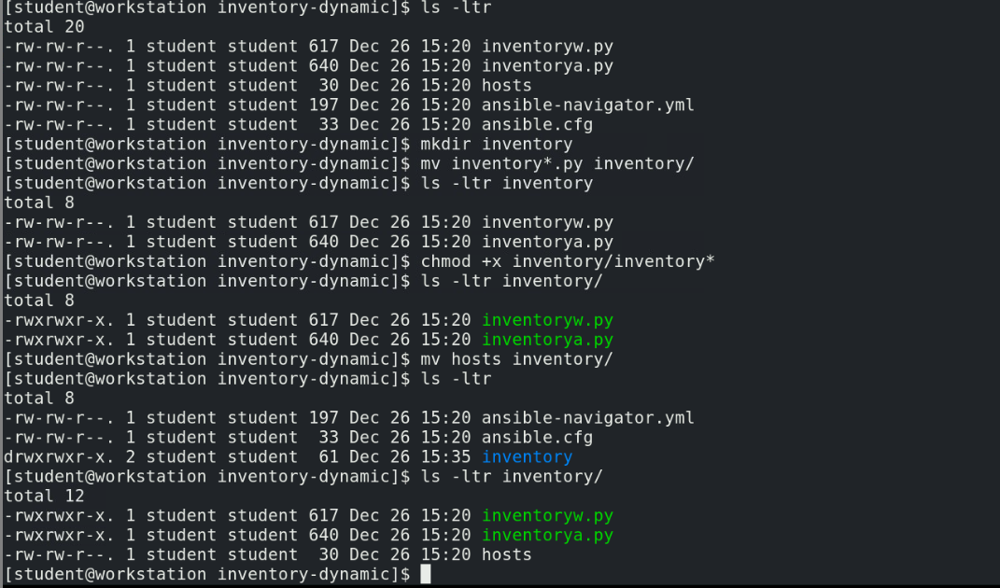 [student@workstation inventory-dynamic]$ ls -ltr
total 20
-rw-rw-r--. 1 student student 617 Dec 26 15:20 inventoryw.py
-rw-rw-r--. 1 student student 640 Dec 26 15:20 inventorya.py
-rw-rw-r--. 1 student student  30 Dec 26 15:20 hosts
-rw-rw-r--. 1 student student 197 Dec 26 15:20 ansible-navigator.yml
-rw-rw-r--. 1 student student  33 Dec 26 15:20 ansible.cfg
[student@workstation inventory-dynamic]$ mkdir inventory
[student@workstation inventory-dynamic]$ mv inventory*.py inventory/
[student@workstation inventory-dynamic]$ ls -ltr inventory
total 8
-rw-rw-r--. 1 student student 617 Dec 26 15:20 inventoryw.py
-rw-rw-r--. 1 student student 640 Dec 26 15:20 inventorya.py
[student@workstation inventory-dynamic]$ chmod +x inventory/inventory*
[student@workstation inventory-dynamic]$ ls -ltr inventory/
total 8
-rwxrwxr-x. 1 student student 617 Dec 26 15:20 inventoryw.py
-rwxrwxr-x. 1 student student 640 Dec 26 15:20 inventorya.py
[student@workstation inventory-dynamic]$ mv hosts inventory/
[student@workstation inventory-dynamic]$ ls -ltr
total 8
-rw-rw-r--. 1 student student 197 Dec 26 15:20 ansible-navigator.yml
-rw-rw-r--. 1 student student  33 Dec 26 15:20 ansible.cfg
drwxrwxr-x. 2 student student  61 Dec 26 15:35 inventory
[student@workstation inventory-dynamic]$ ls -ltr inventory/
total 12
-rwxrwxr-x. 1 student student 617 Dec 26 15:20 inventoryw.py
-rwxrwxr-x. 1 student student 640 Dec 26 15:20 inventorya.py
-rw-rw-r--. 1 student student  30 Dec 26 15:20 hosts
[student@workstation inventory-dynamic]$